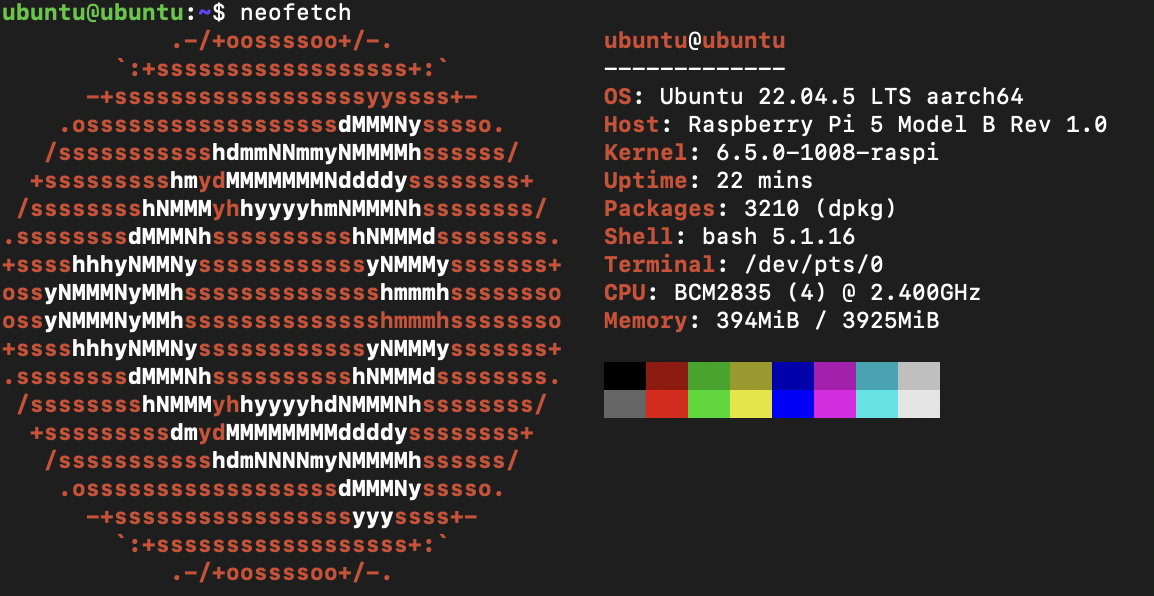 ubuntu@ubuntu:~$ neofetch
            .-/+oossssoo+/-.               ubuntu@ubuntu
        `:+ssssssssssssssssss+:`           -------------
      -+ssssssssssssssssssyyssss+-         OS: Ubuntu 22.04.5 LTS aarch64
    .ossssssssssssssssssdMMMNysssso.       Host: Raspberry Pi 5 Model B Rev 1.0
   /ssssssssssshdmmNNmmyNMMMMhssssss/      Kernel: 6.5.0-1008-raspi
  +ssssssssshmydMMMMMMMNddddyssssssss+     Uptime: 22 mins
 /sssssssshNMMMyhhyyyyhmNMMMNhssssssss/    Packages: 3210 (dpkg)
.ssssssssdMMMNhsssssssssshNMMMdssssssss.   Shell: bash 5.1.16
+sssshhhyNMMNyssssssssssssyNMMMysssssss+   Terminal: /dev/pts/0
ossyNMMMNyMMhsssssssssssssshmmmhssssssso   CPU: BCM2835 (4) @ 2.400GHz
ossyNMMMNyMMhsssssssssssssshmmmhssssssso   Memory: 394MiB / 3925MiB
+sssshhhyNMMNyssssssssssssyNMMMysssssss+
.ssssssssdMMMNhsssssssssshNMMMdssssssss.
 /sssssssshNMMMyhhyyyyhdNMMMNhssssssss/
  +sssssssssdmydMMMMMMMMddddyssssssss+
   /ssssssssssshdmNNNNmyNMMMMhssssss/
    .ossssssssssssssssssdMMMNysssso.
      -+sssssssssssssssssyyyssss+-
        `:+ssssssssssssssssss+:`
            .-/+oossssoo+/-.